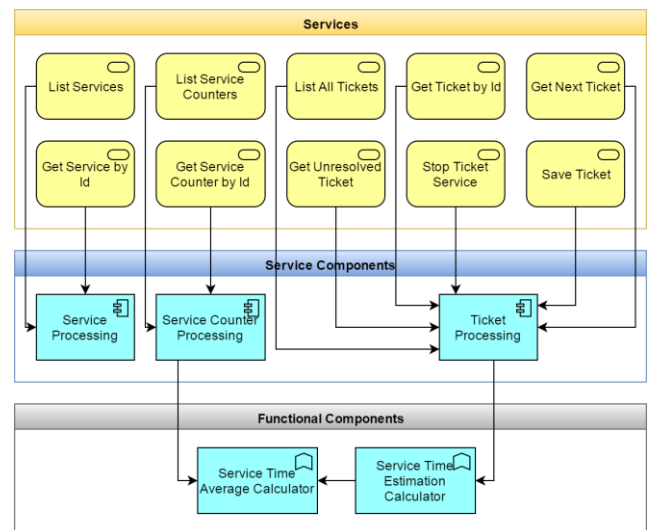 Services
List Services
List Service
Counters
List All Tickets
Get Ticket by Id
Get Next Ticket
Get Service by
Id
Get Service
Counter by Id
Get Unresolved
Ticket
Stop Ticket
Service
Save Ticket
Service Components
Service
Processing
Service Counter
Processing
Ticket
Processing
Functional Components
Service Time
Average Calculator
Service Time
Estimation
Calculator